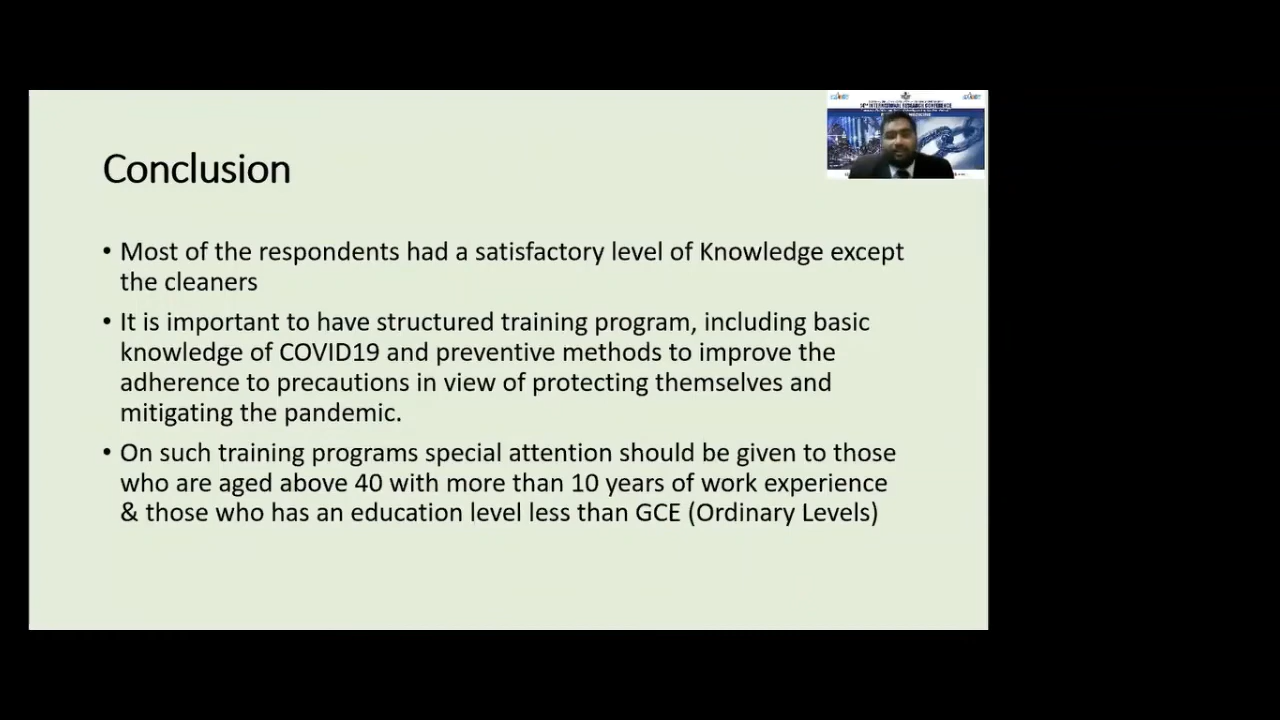 INTERNATIONAL RESEARCH CONFERENCE
Conclusion
• Most of the respondents had a satisfactory level of Knowledge except
the cleaners
• It is important to have structured training program, including basic
knowledge of COVID19 and preventive methods to improve the
adherence to precautions in view of protecting themselves and
mitigating the pandemic.
• On such training programs special attention should be given to those
who are aged above 40 with more than 10 years of work experience
& those who has an education level less than GCE (Ordinary Levels)